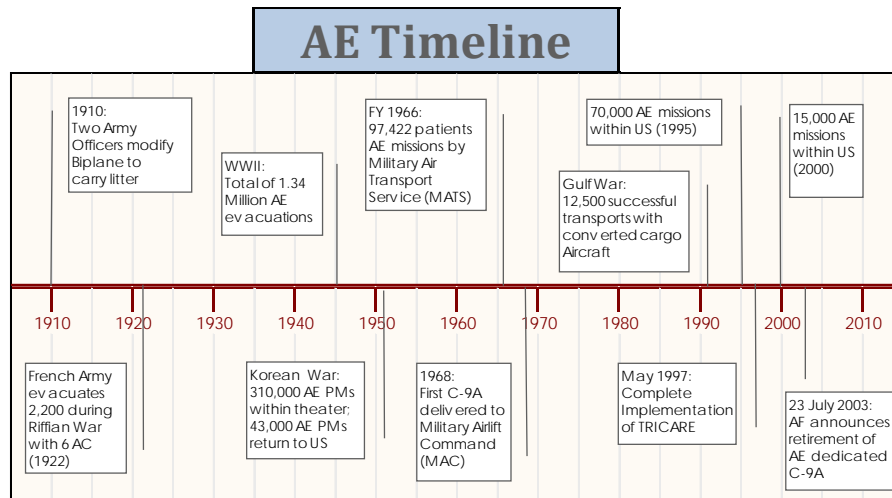 AE Timeline
1910:
Two Army
Officers modify
Biplane to
carry litter
WWII:
Total of 1.34
Million AE
evacuations
FY 1966:
97,422 patients
AE missions by
Military Air
Transport
Service (MATS)
70,000 AE missions
within US (1995)
Gulf War:
12,500 successful
transports with
converted cargo
Aircraft
15,000 AE
missions
within US
(2000)
1910 1920 1930 1940 1950 1960 1970 1980 1990 2000 2010
French Army
evacuates
2,200 during
Riffian War
with 6 AC
(1922)
Korean War:
310,000 AE PMs
within theater;
43,000 AE PMs
return to US
1968:
First C-9A
delivered to
Military Airlift
Command
(MAC)
May 1997:
Complete
Implementation
of TRICARE
23 July 2003:
AF announces
retirement of
AE dedicated
C-9A